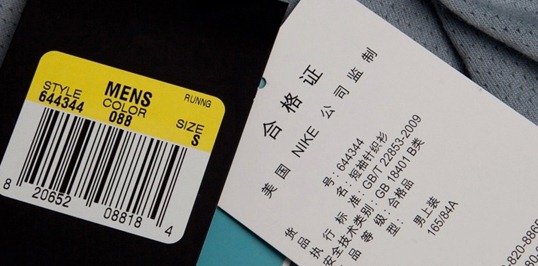 STYLE
644344
MENS
COLOR
088
RUNNG
SIZE
S
8 20652 08818 4
合格证
美国 NIKE 公司监制
货 号: 644344
品 名: 短袖针织衫
执行标准: GB/T 22853-2009
安全技术类别: GB 18401 B类
质量等级: 合格品
型: 男上装
165/84A